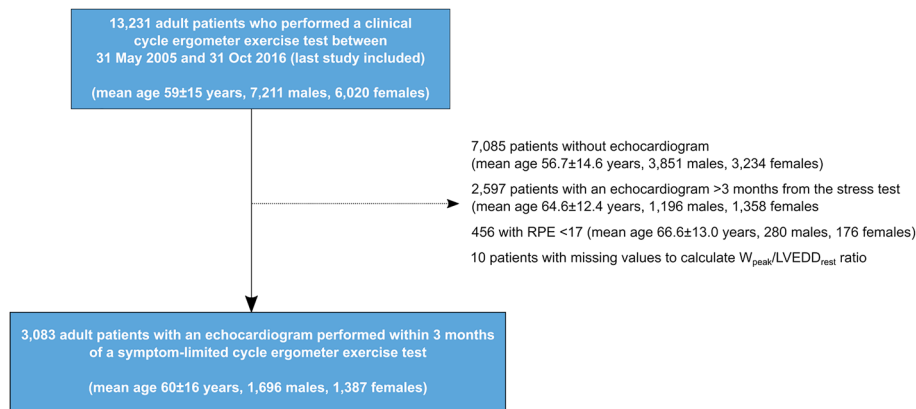 13,231 adult patients who performed a clinical
cycle ergometer exercise test between
31 May 2005 and 31 Oct 2016 (last study included)
(mean age 59±15 years, 7,211 males, 6,020 females)
7,085 patients without echocardiogram
(mean age 56.7±14.6 years, 3,851 males, 3,234 females)
2,597 patients with an echocardiogram >3 months from the stress test
(mean age 64.6±12.4 years, 1,196 males, 1,358 females
456 with RPE <17 (mean age 66.6±13.0 years, 280 males, 176 females)
10 patients with missing values to calculate Wpeak/LVEDDrest ratio
3,083 adult patients with an echocardiogram performed within 3 months
of a symptom-limited cycle ergometer exercise test
(mean age 60±16 years, 1,696 males, 1,387 females)